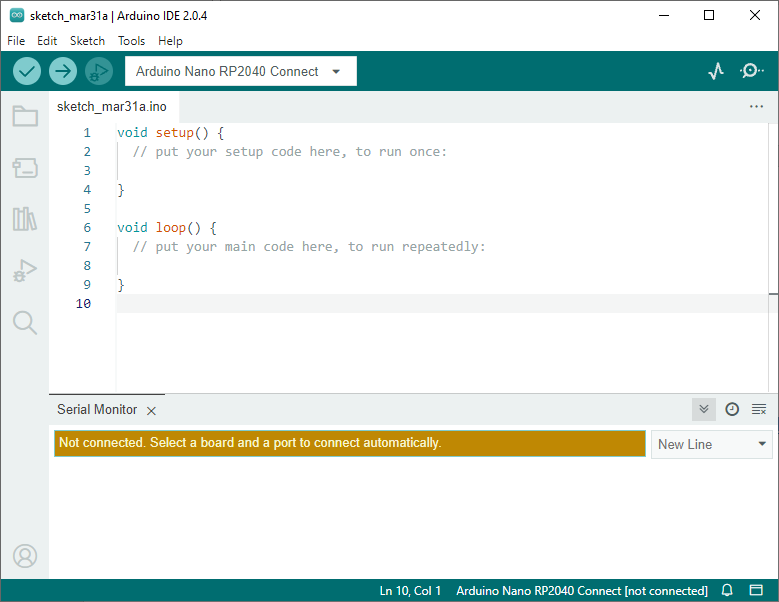 sketch_mar31a | Arduino IDE 2.0.4
File Edit Sketch Tools Help
Arduino Nano RP2040 Connect
sketch_mar31a.ino
1 void setup() {
2 // put your setup code here, to run once:
3
4 }
5
6 void loop() {
7 // put your main code here, to run repeatedly:
8
9 }
10
Serial Monitor
Not connected. Select a board and a port to connect automatically.
New Line
Ln 10, Col 1 Arduino Nano RP2040 Connect [not connected]